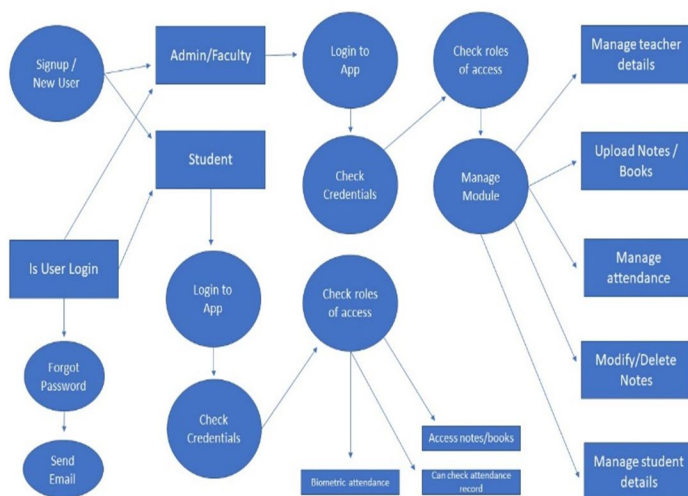 Signup /
New User
Admin/Faculty
Login to
App
Check roles
of access
Manage teacher
details
Student
Check
Credentials
Manage
Module
Upload Notes /
Books
Is User Login
Login to
App
Check roles
of access
Manage
attendance
Forgot
Password
Check
Credentials
Modify/Delete
Notes
Access notes/books
Send
Email
Biometric attendance
Can check attendance
record
Manage student
details